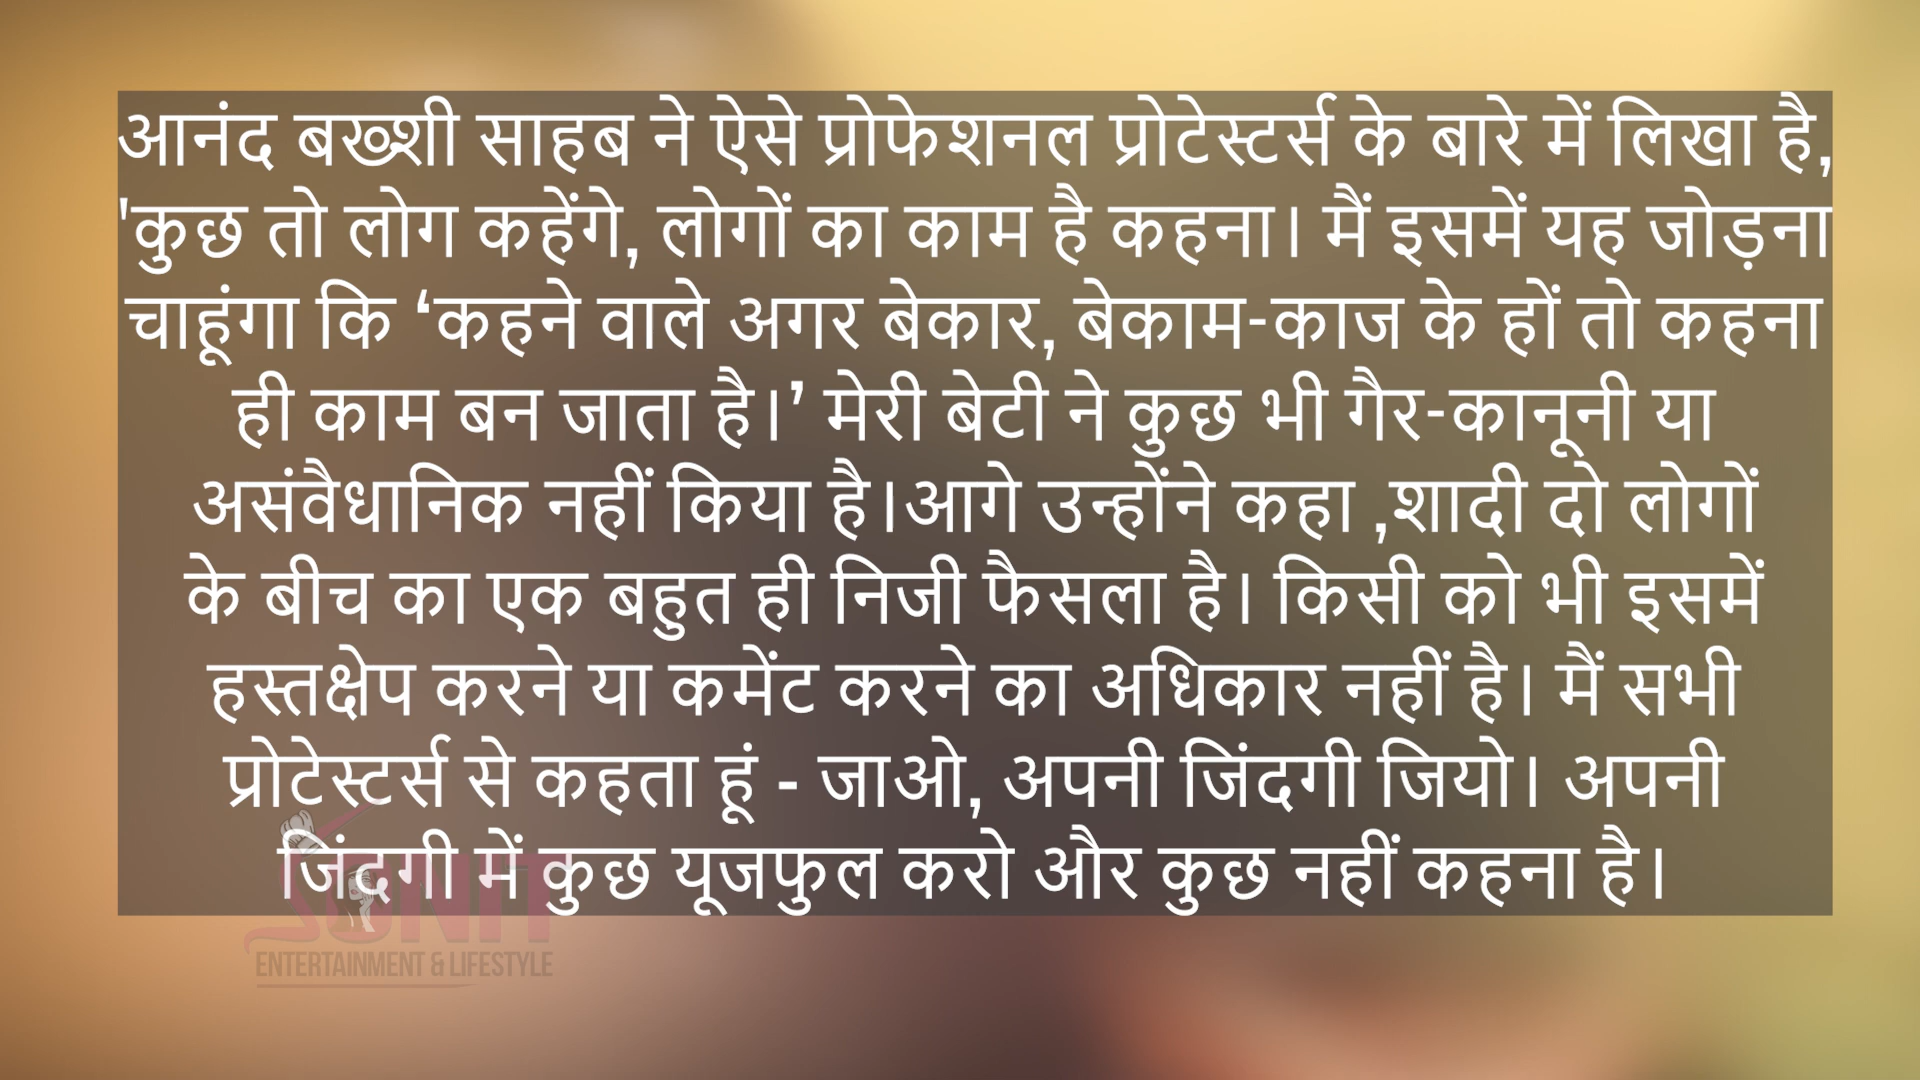 आनंद बख्शी साहब ने ऐसे प्रोफेशनल प्रोटेस्टर्स के बारे में लिखा है,
'कुछ तो लोग कहेंगे, लोगों का काम है कहना। मैं इसमें यह जोड़ना
चाहूंगा कि ‘कहने वाले अगर बेकार, बेकाम-काज के हों तो कहना
ही काम बन जाता है।’ मेरी बेटी ने कुछ भी गैर-कानूनी या
असंवैधानिक नहीं किया है।आगे उन्होंने कहा ,शादी दो लोगों
के बीच का एक बहुत ही निजी फैसला है। किसी को भी इसमें
हस्तक्षेप करने या कमेंट करने का अधिकार नहीं है। मैं सभी
प्रोटेस्टर्स से कहता हूं - जाओ, अपनी जिंदगी जियो। अपनी
जिंदगी में कुछ यूजफुल करो और कुछ नहीं कहना है।
ENTERTAINMENT & LIFESTYLE